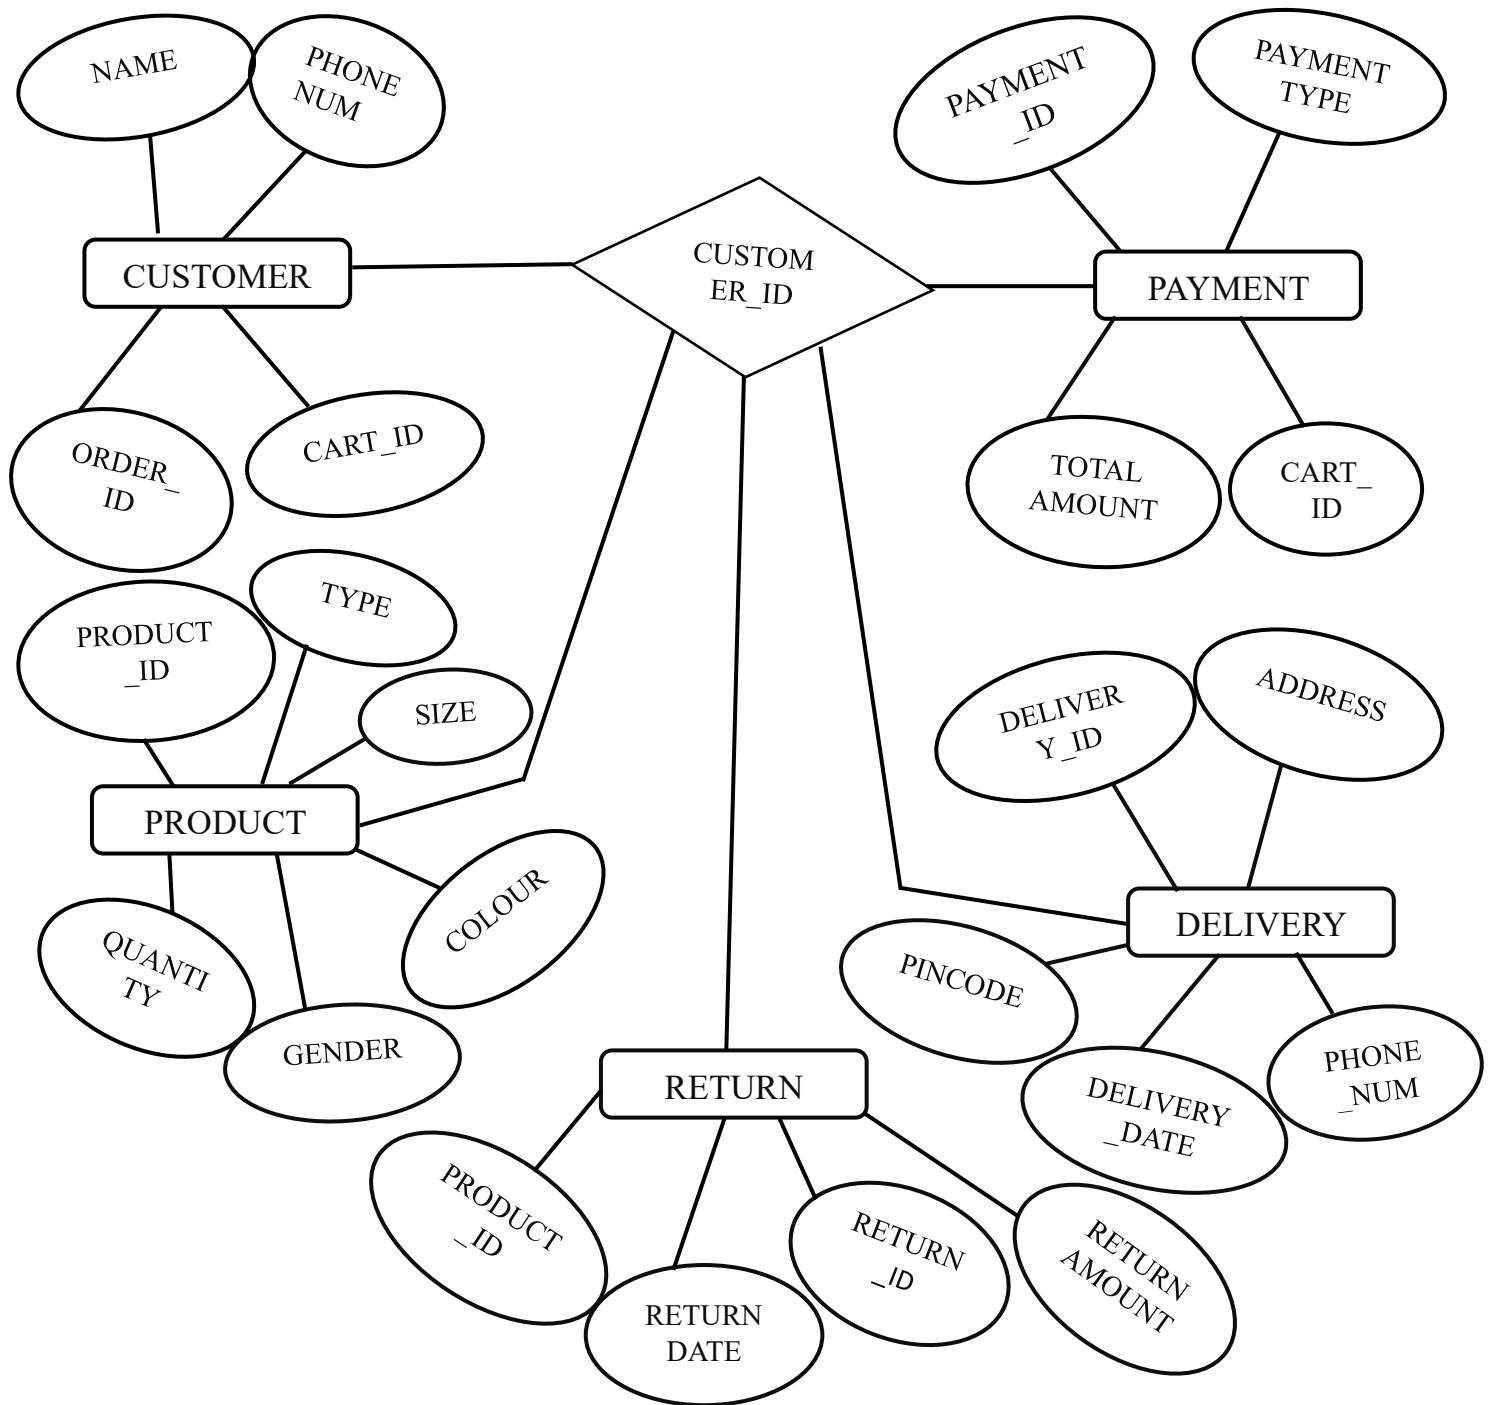 NAME
PHONE
NUM
PAYMENT
_ID
PAYMENT
TYPE
CUSTOMER
CUSTOM
ER_ID
PAYMENT
ORDER_
ID
CART_ID
TOTAL
AMOUNT
CART_
ID
PRODUCT
_ID
TYPE
SIZE
DELIVER
Y_ID
ADDRESS
PRODUCT
COLOUR
DELIVERY
QUANTI
TY
GENDER
PINCODE
DELIVERY
_DATE
PHONE
_NUM
RETURN
PRODUCT
_ID
RETURN
DATE
RETURN
_ID
RETURN
AMOUNT